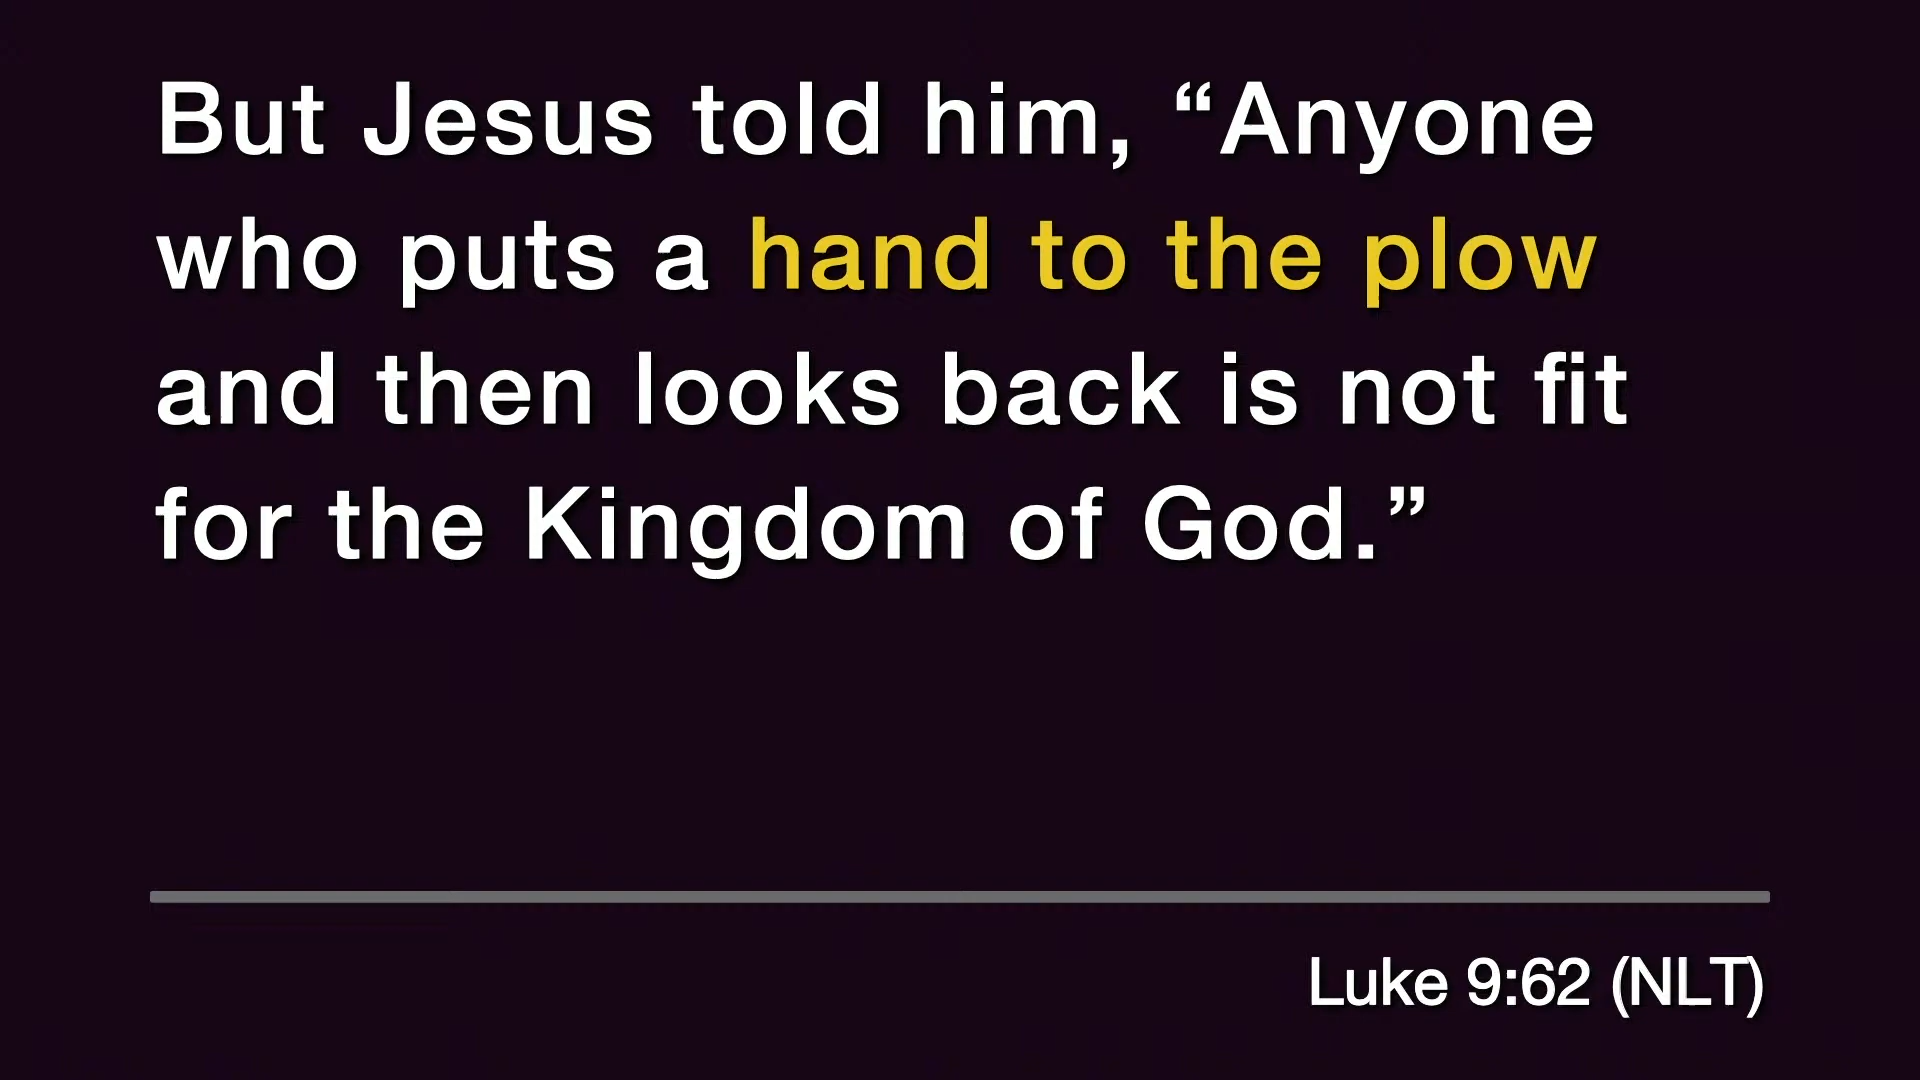 But Jesus told him, “Anyone
who puts a hand to the plow
and then looks back is not fit
for the Kingdom of God.”
Luke 9:62 (NLT)